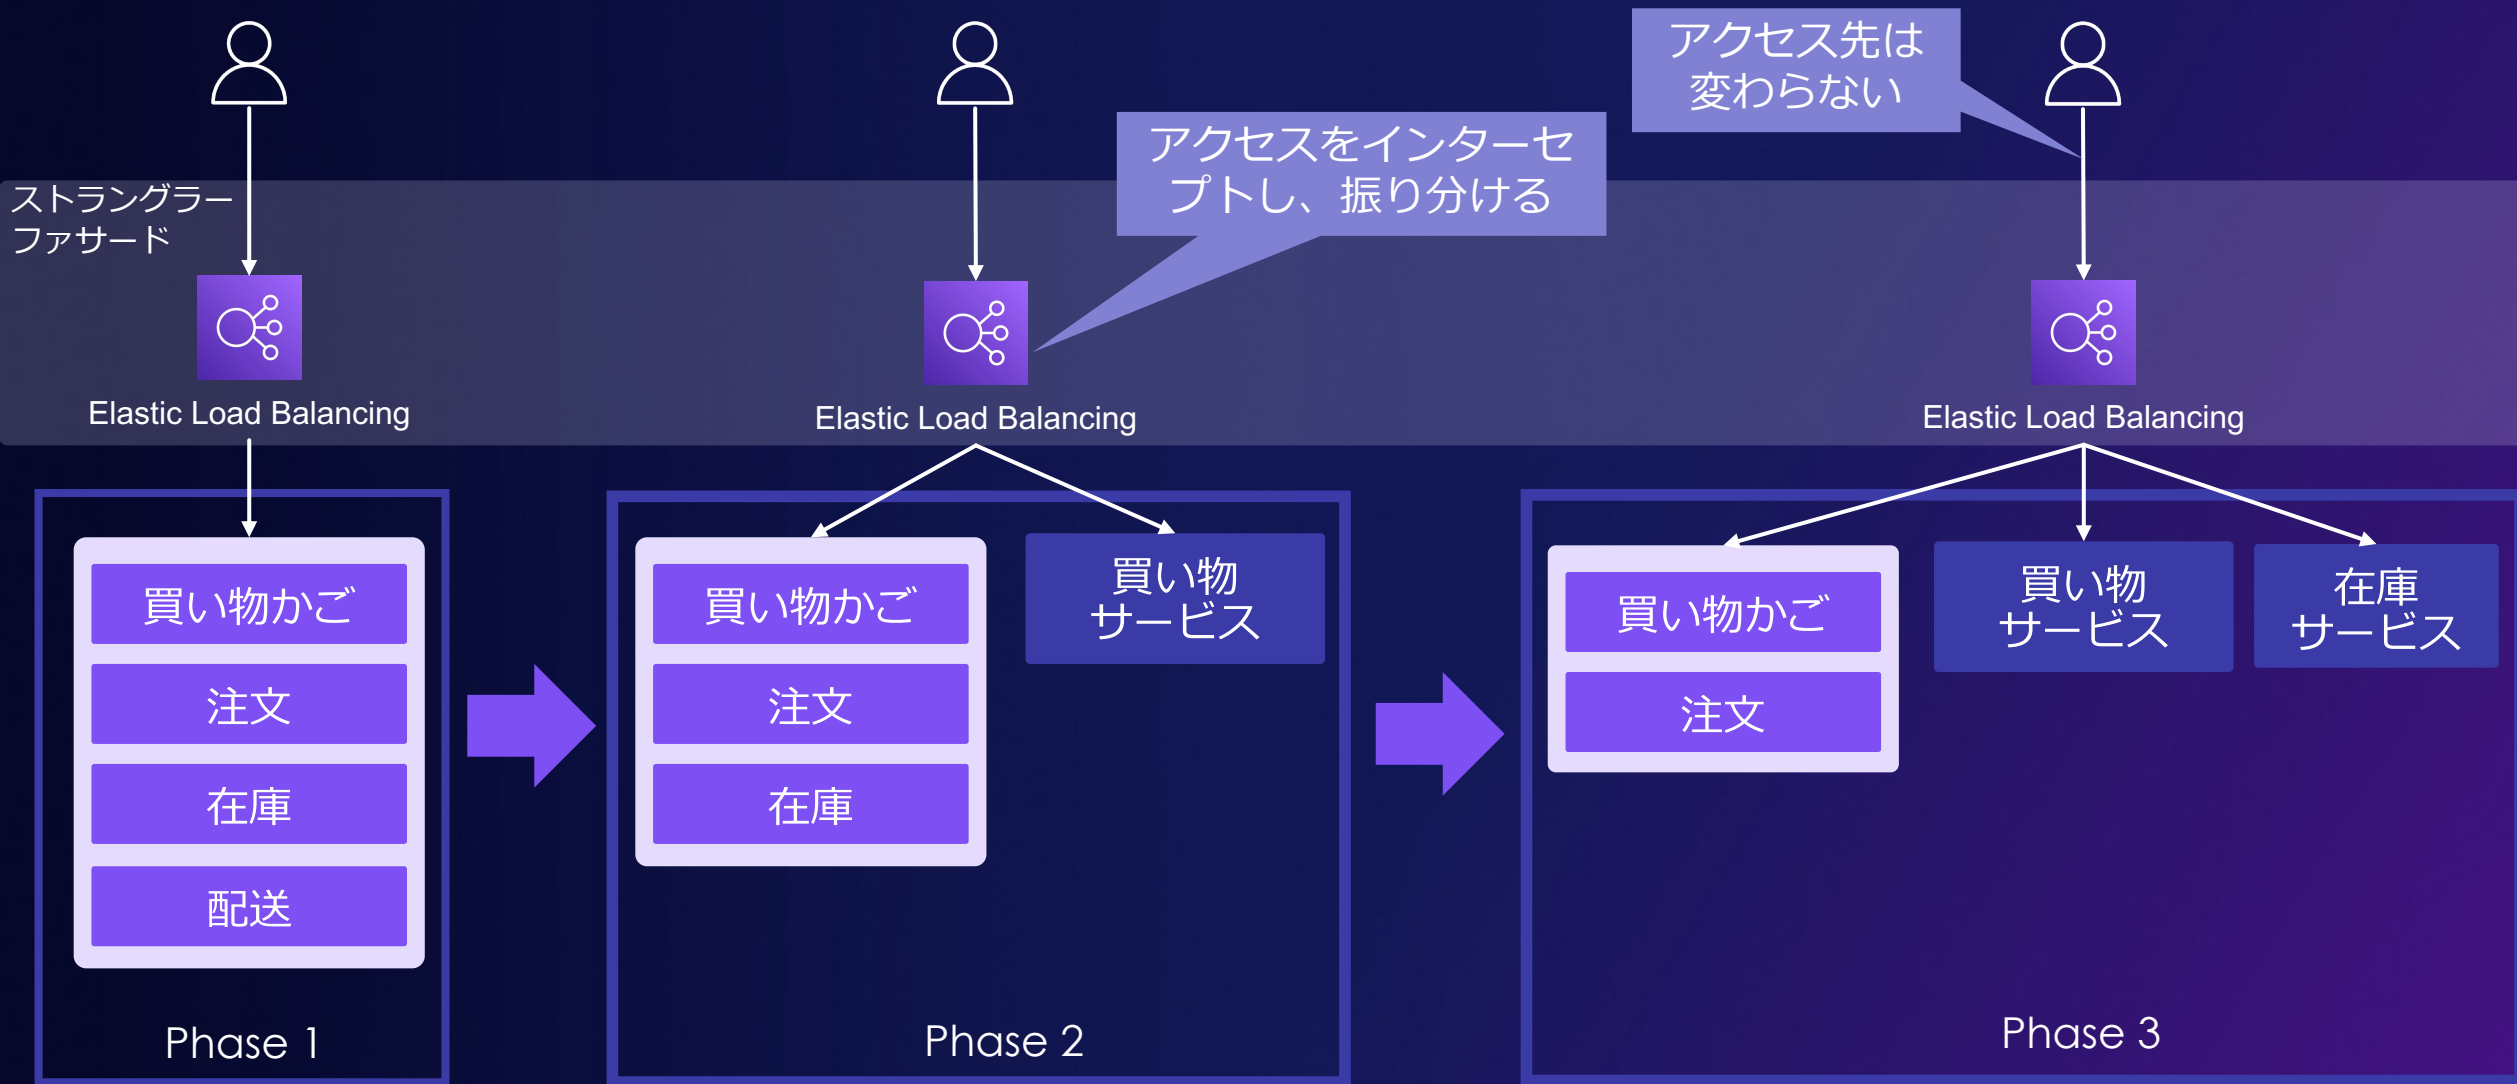 アクセス先は
変わらない
アクセスをインターセ
プトし、振り分ける
ストラングラー
ファサード
Elastic Load Balancing
Elastic Load Balancing
Elastic Load Balancing
買い物かご
注文
在庫
配送
Phase 1
買い物かご
注文
在庫
買い物
サービス
Phase 2
買い物かご
注文
買い物
サービス
在庫
サービス
Phase 3